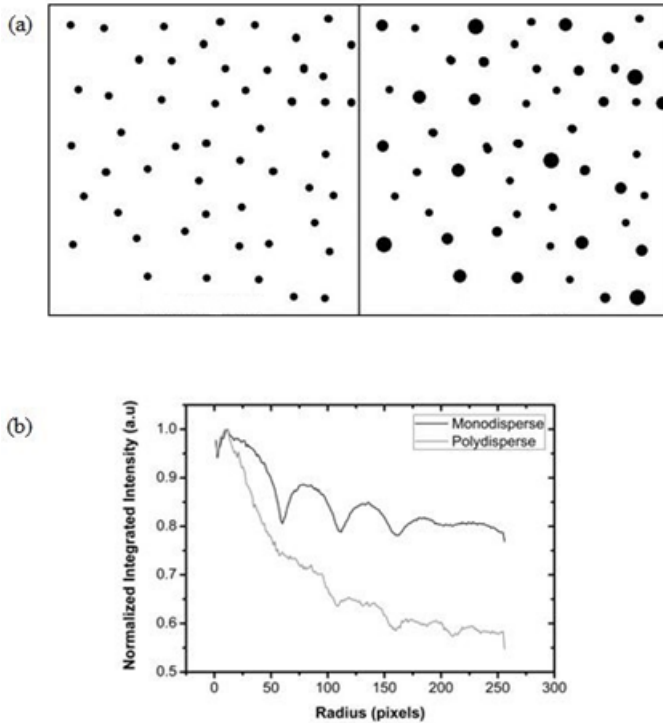 (a)
(b)
Normalized Integrated Intensity (a.u)
1.0
0.9
0.8
0.7
0.6
0.5
Monodisperse
Polydisperse
0 50 100 150 200 250 300
Radius (pixels)